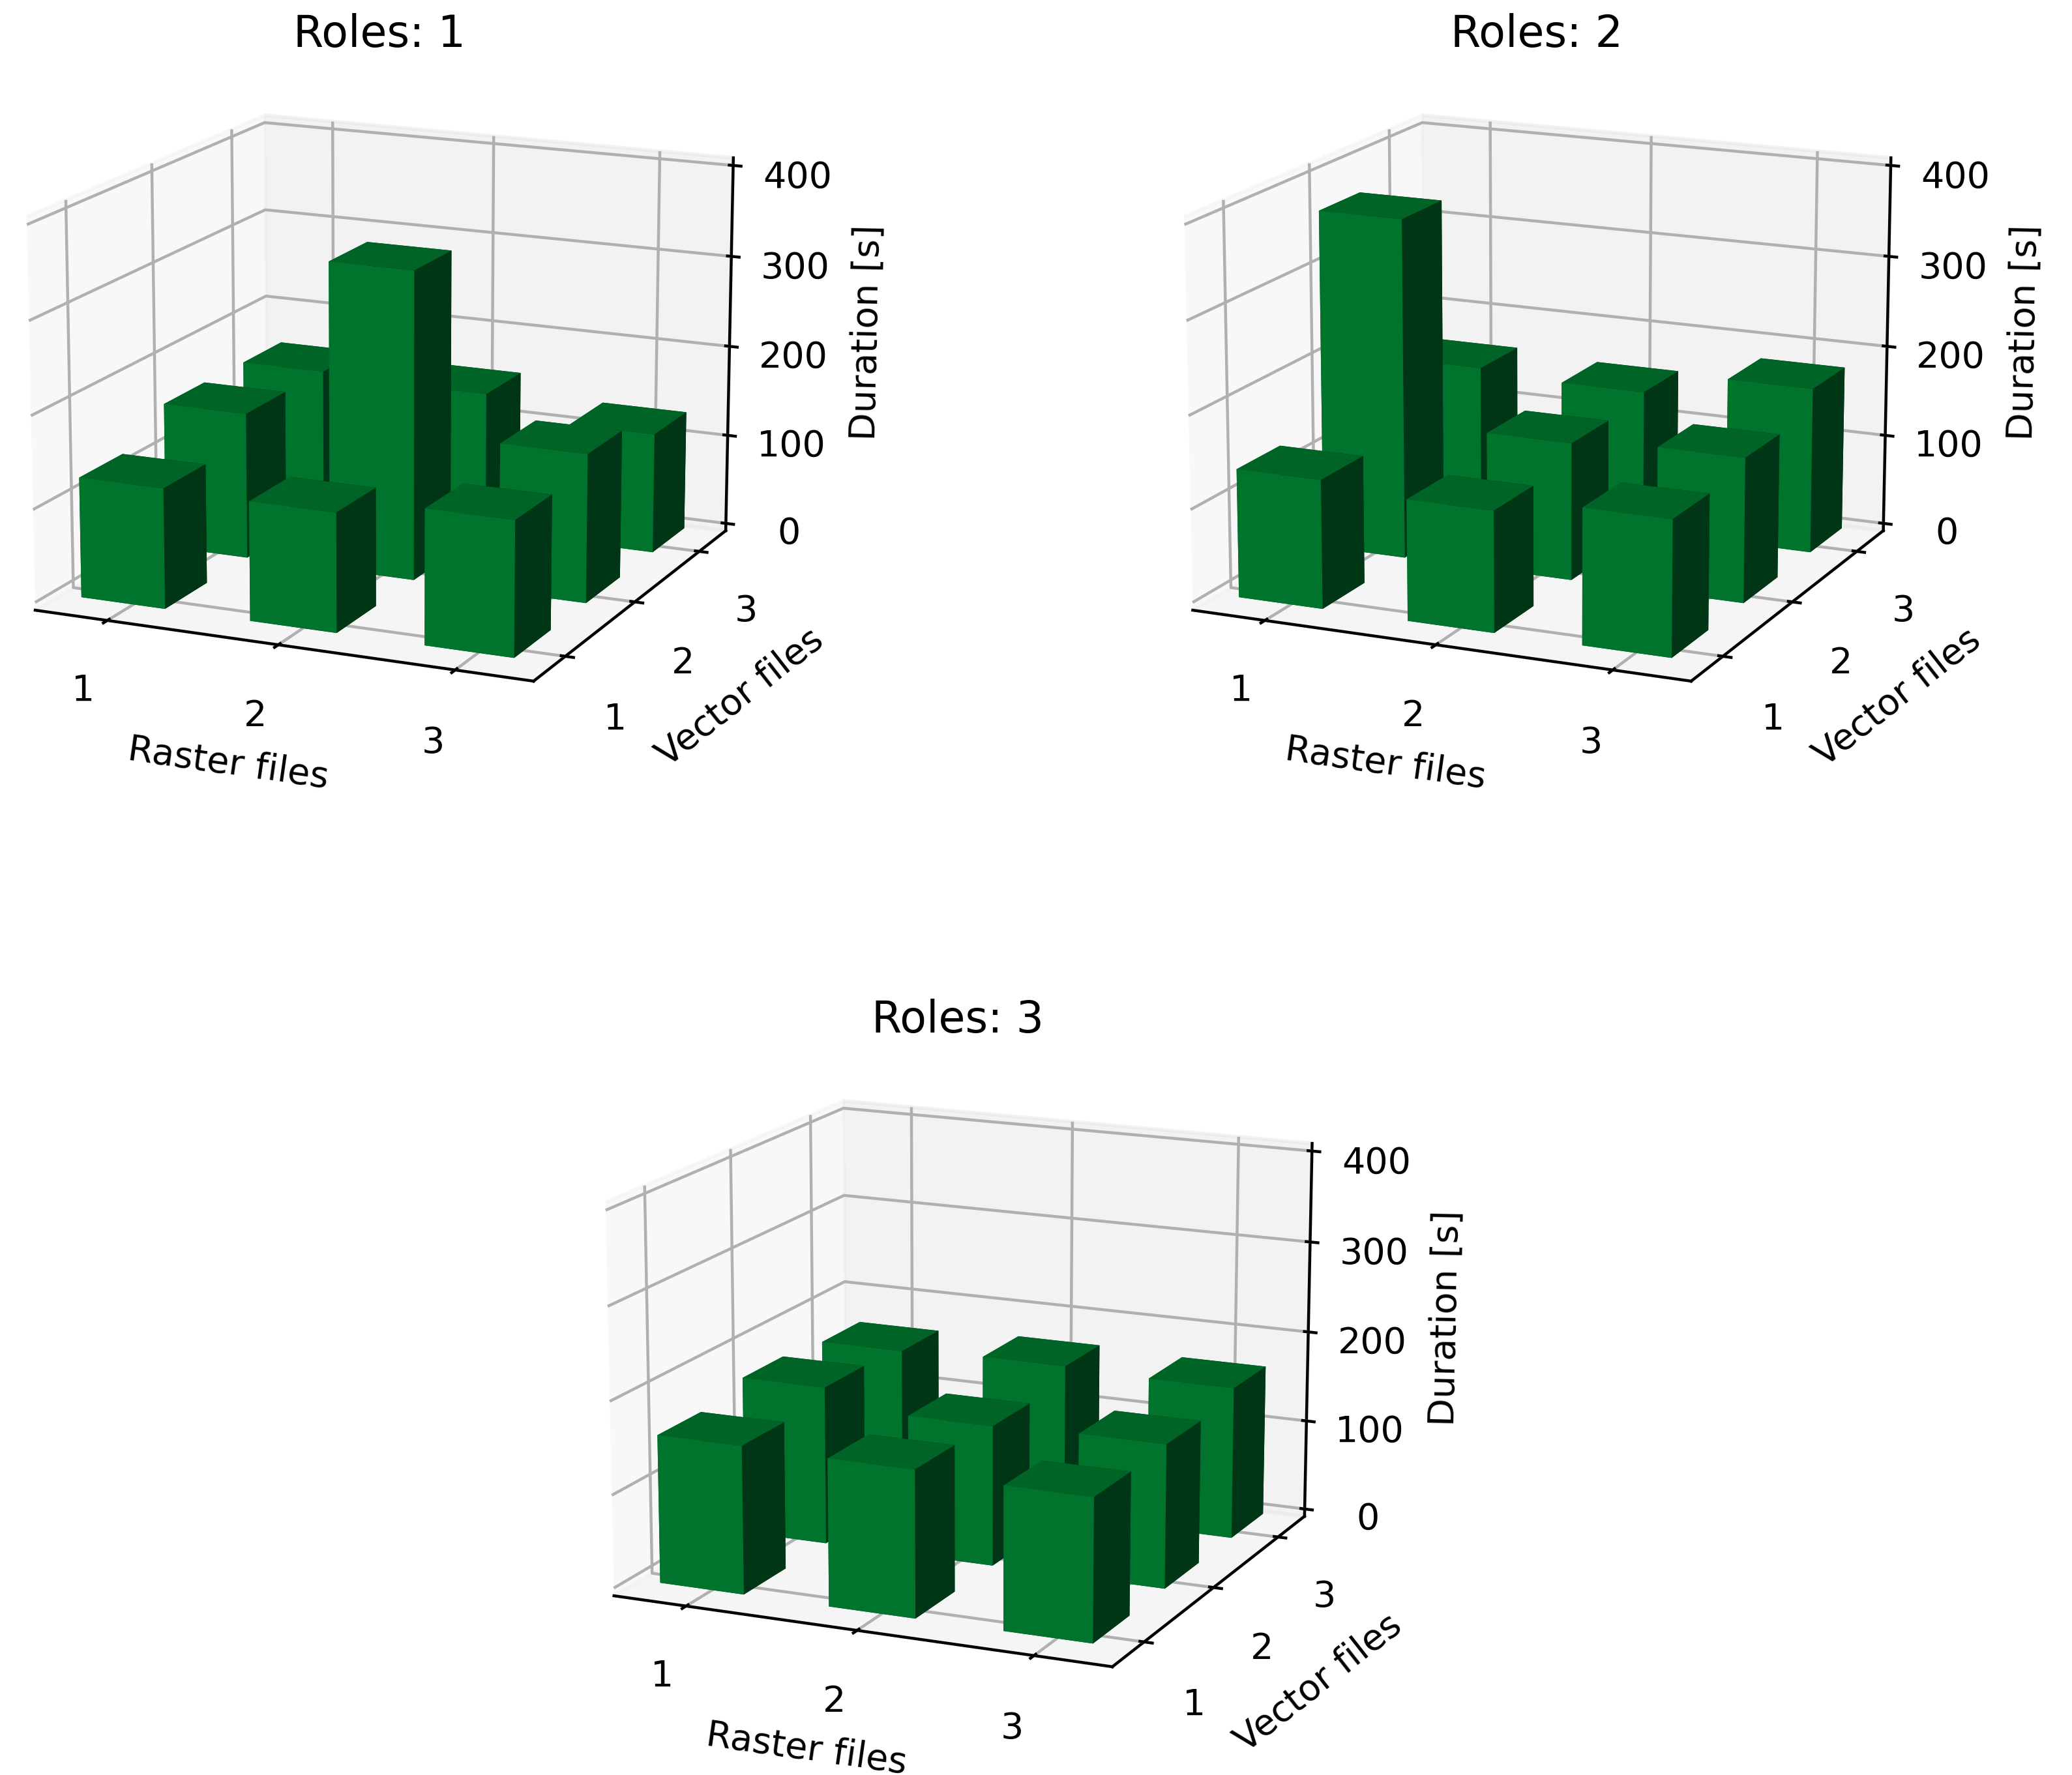 Roles: 1
400
300
200
100
0
Duration [s]
3
2
1
Vector files
1
2
3
Raster files
Roles: 2
400
300
200
100
0
Duration [s]
3
2
1
Vector files
1
2
3
Raster files
Roles: 3
400
300
200
100
0
Duration [s]
3
2
1
Vector files
1
2
3
Raster files